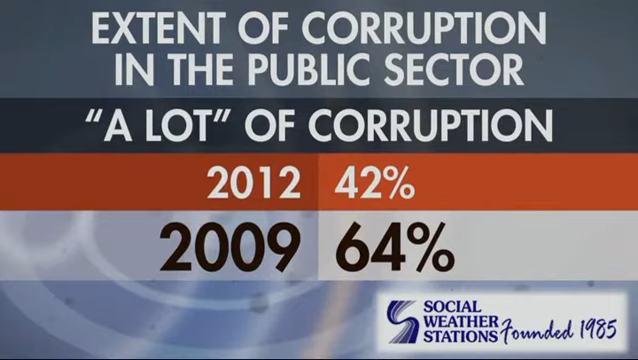 EXTENT OF CORRUPTION
IN THE PUBLIC SECTOR
“A LOT” OF CORRUPTION
2012 42%
2009 64%
SOCIAL
WEATHER
STATIONS Founded 1985